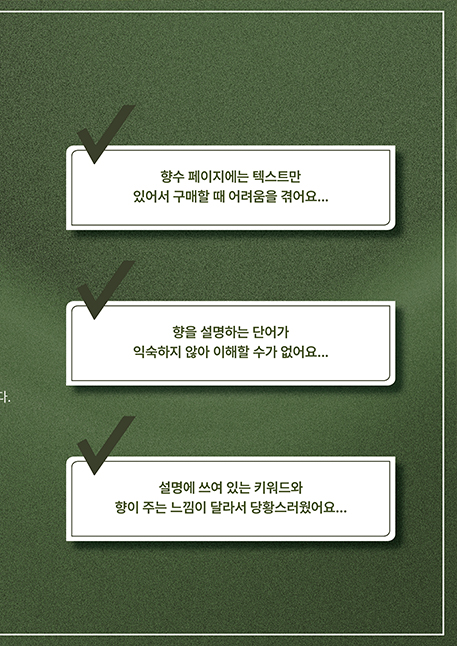 향수 페이지에는 텍스트만
있어서 구매할 때 어려움을 겪어요...
향을 설명하는 단어가
익숙하지 않아 이해할 수가 없어요...
다.
설명에 쓰여 있는 키워드와
향이 주는 느낌이 달라서 당황스러웠어요...